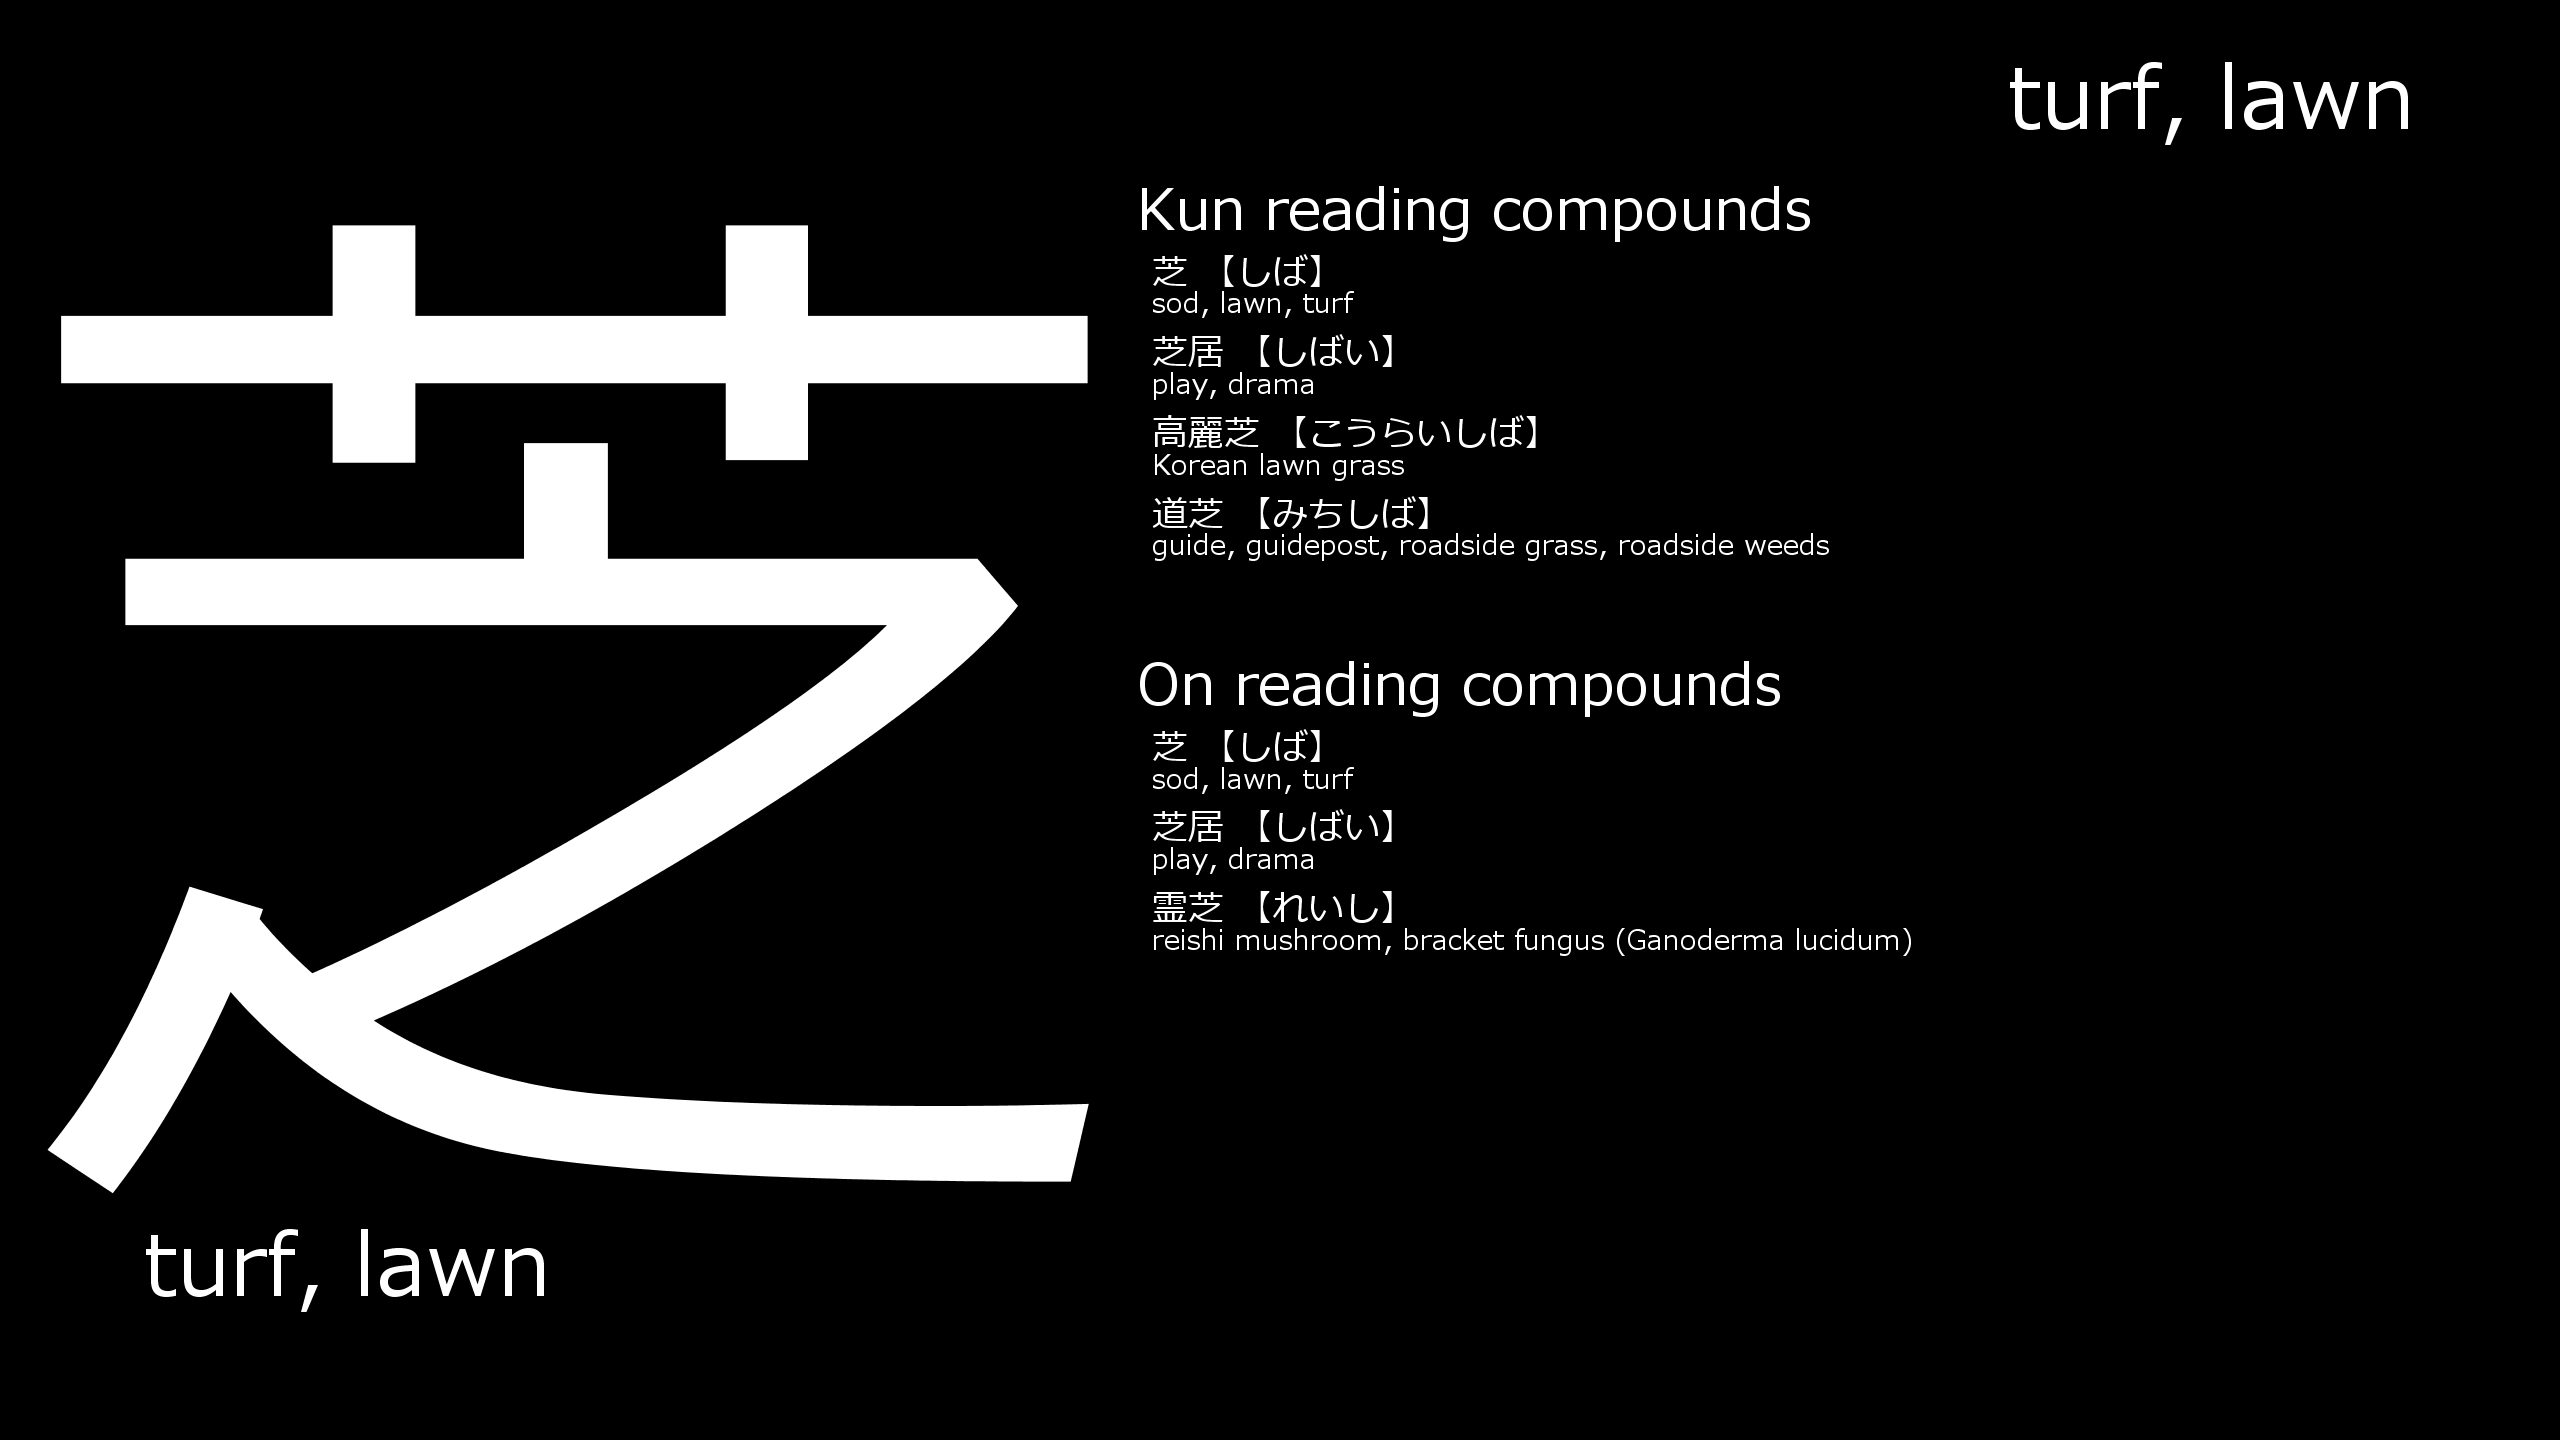 turf, lawn
芝
Kun reading compounds
芝 【しば】
sod, lawn, turf
芝居 【しばい】
play, drama
高麗芝 【こうらいしば】
Korean lawn grass
道芝 【みちしば】
guide, guidepost, roadside grass, roadside weeds
On reading compounds
芝 【しば】
sod, lawn, turf
芝居 【しばい】
play, drama
霊芝 【れいし】
reishi mushroom, bracket fungus (Ganoderma lucidum)
turf, lawn